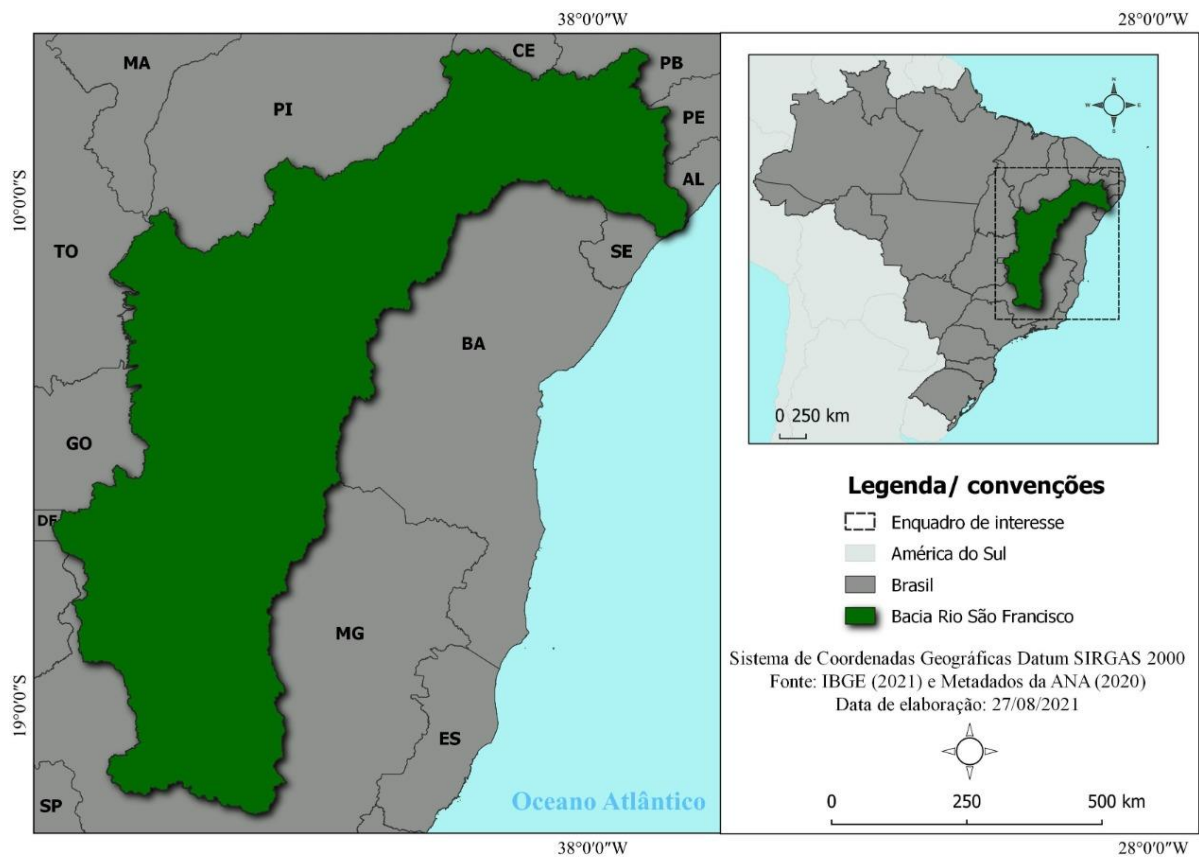 38°0'0"W
28°0'0"W
MA
CE
PB
PI
PE
AL
10°0'0"S
TO
SE
BA
GO
DF
MG
19°0'0"S
ES
SP
Oceano Atlântico
38°0'0"W
28°0'0"W
N
W
E
S
0 250 km
Legenda/ convenções
Enquadro de interesse
América do Sul
Brasil
Bacia Rio São Francisco
Sistema de Coordenadas Geográficas Datum SIRGAS 2000
Fonte: IBGE (2021) e Metadados da ANA (2020)
Data de elaboração: 27/08/2021
0 250 500 km